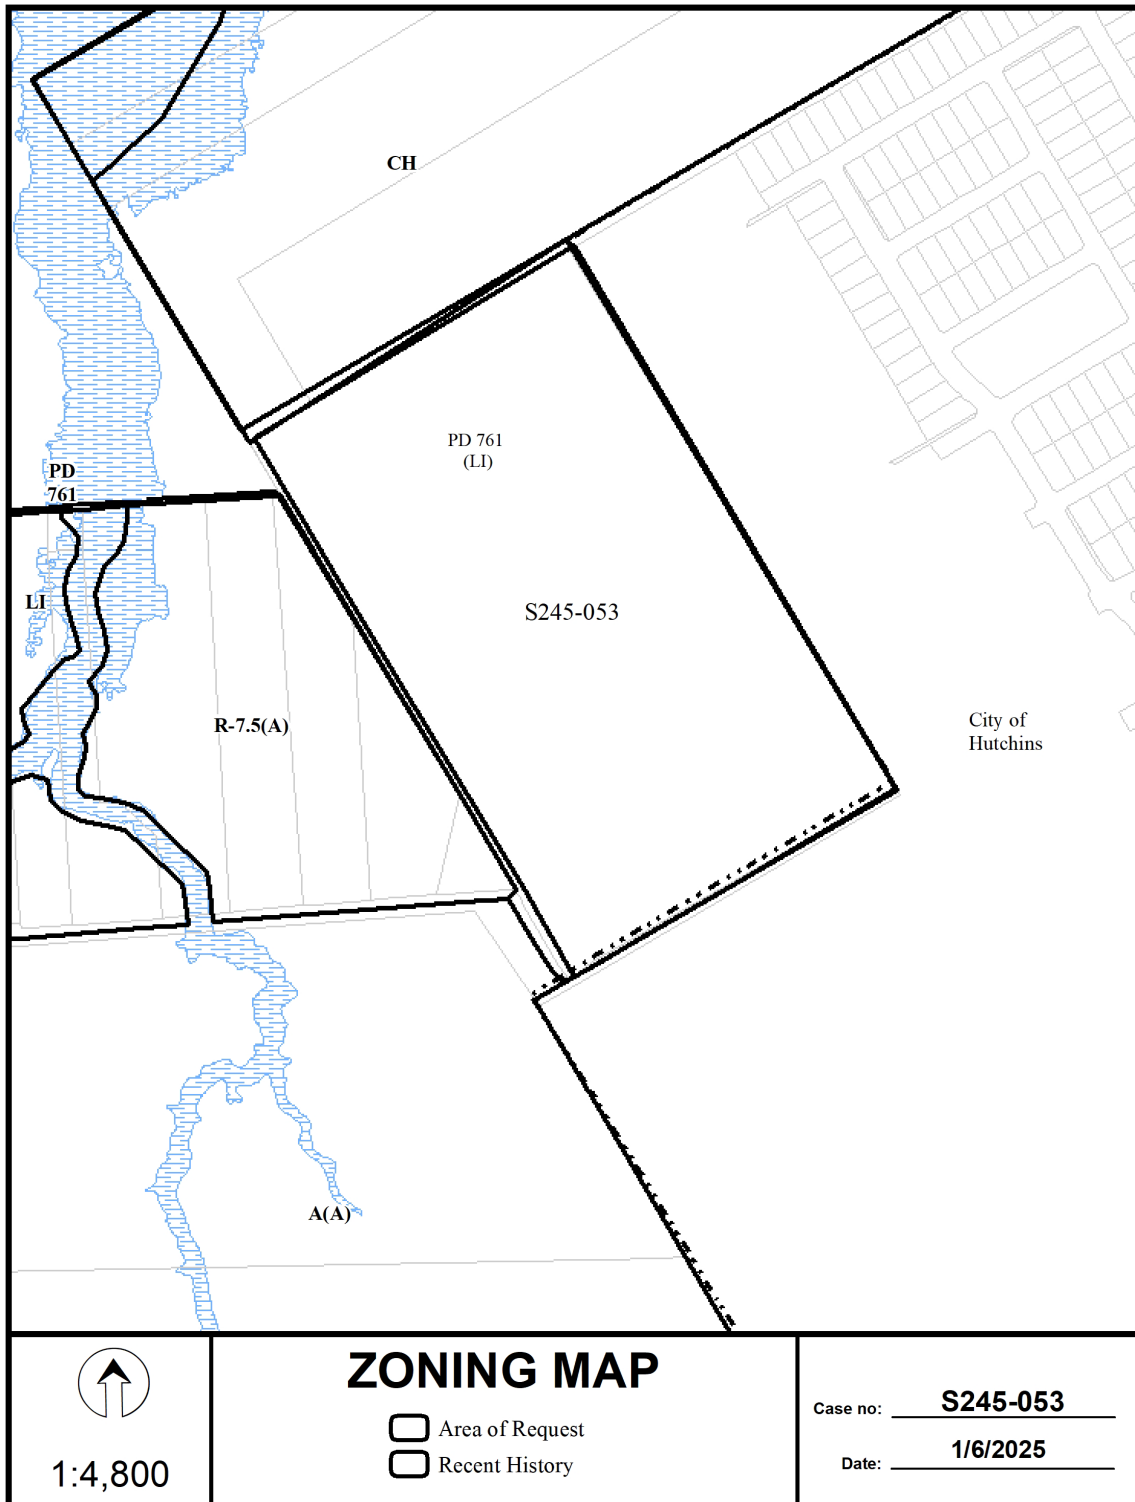 CH
PD 761
(LI)
PD
761
LI
S245-053
R-7.5(A)
City of
Hutchins
A(A)
1:4,800
ZONING MAP
Area of Request
Recent History
Case no: S245-053
Date: 1/6/2025